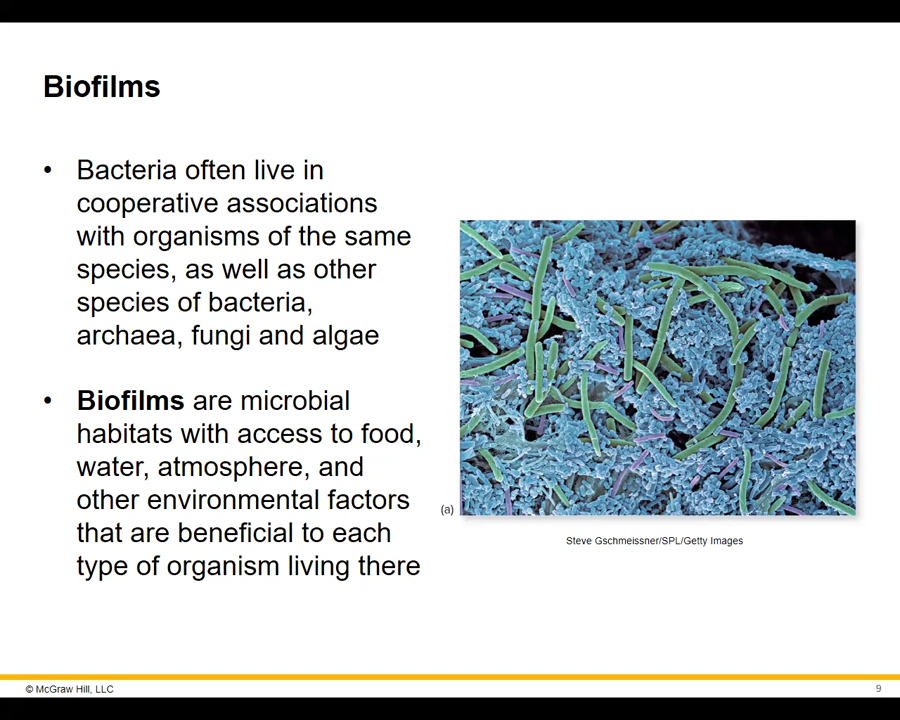 Biofilms
• Bacteria often live in
cooperative associations
with organisms of the same
species, as well as other
species of bacteria,
archaea, fungi and algae
• Biofilms are microbial
habitats with access to food,
water, atmosphere, and
other environmental factors
that are beneficial to each
type of organism living there
(a)
Steve Gschmeissner/SPL/Getty Images
© McGraw Hill, LLC
9